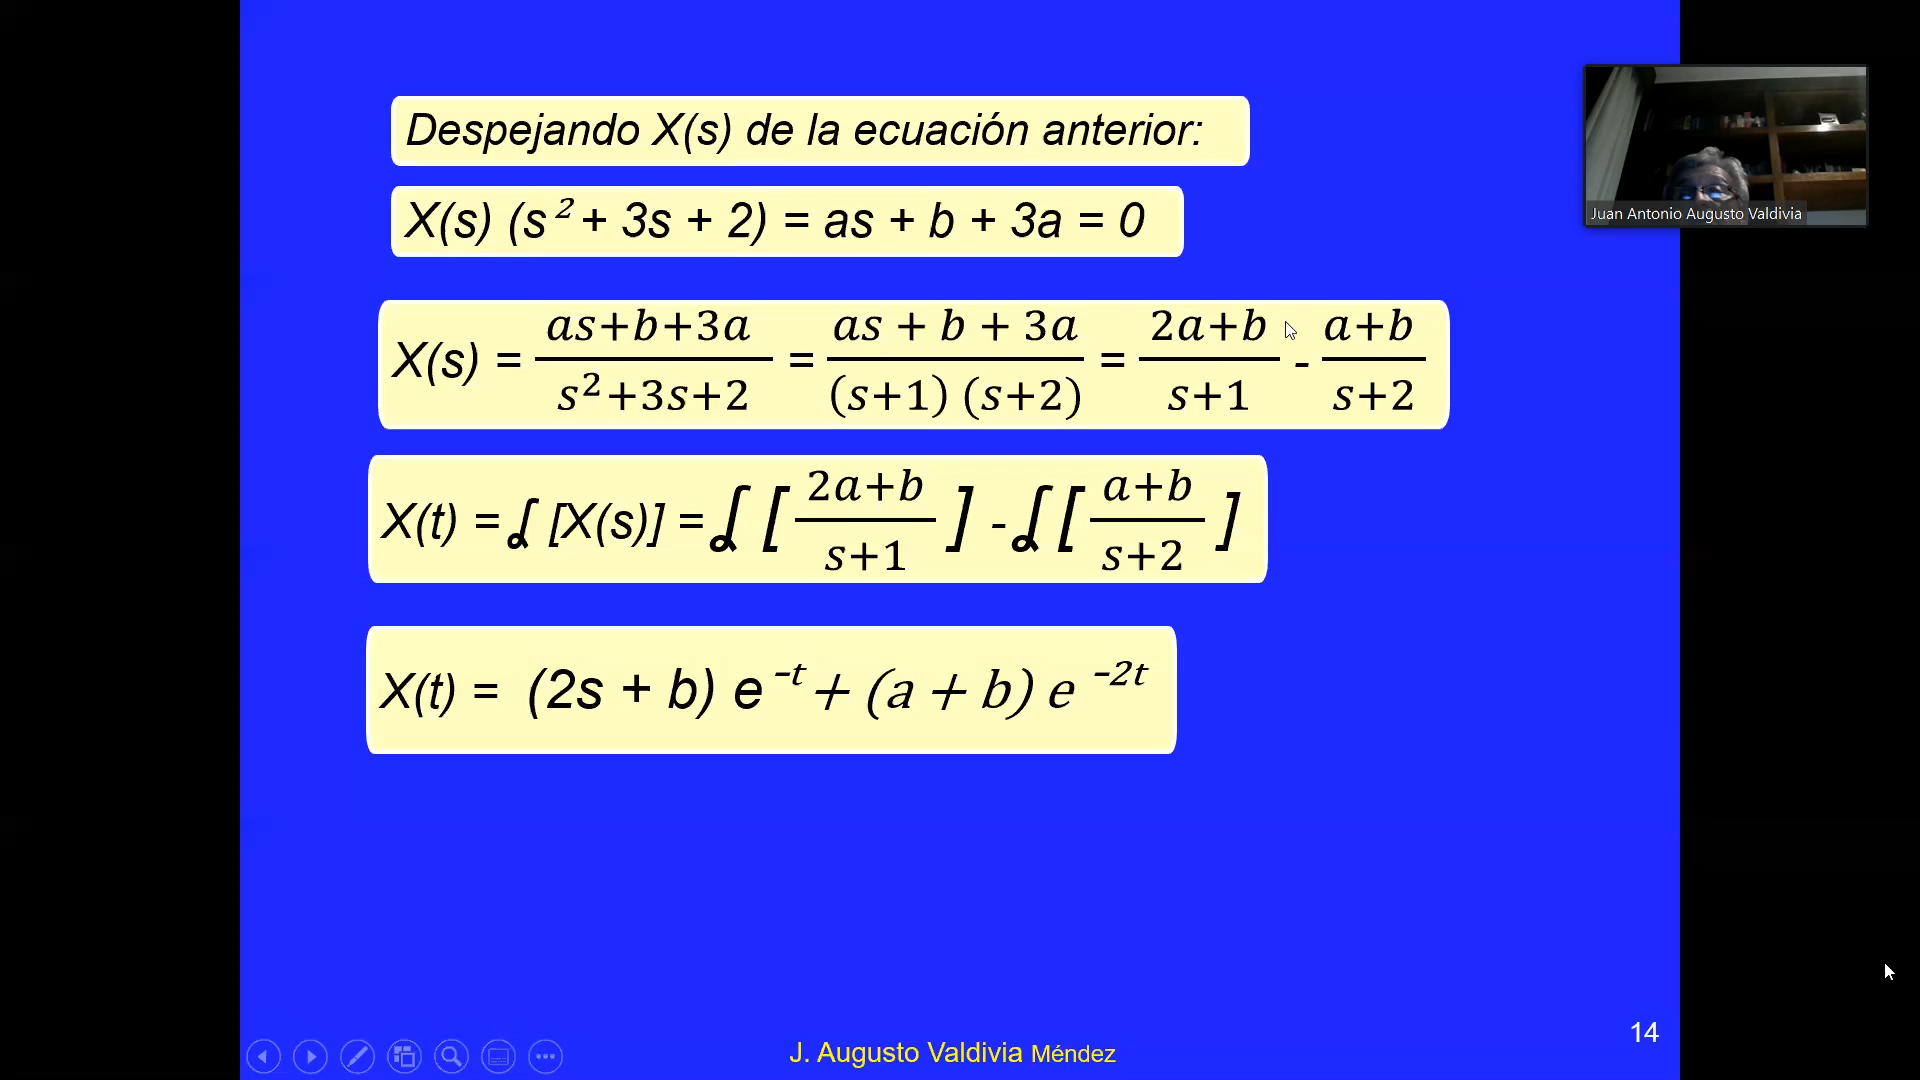 Despejando X(s) de la ecuación anterior:
X(s) (s² + 3s + 2) = as + b + 3a = 0
X(s) = as+b+3a / s²+3s+2 = as + b + 3a / (s+1) (s+2) = 2a+b / s+1 - a+b / s+2
X(t) = ∫ [X(s)] = ∫ [ 2a+b / s+1 ] - ∫ [ a+b / s+2 ]
X(t) = (2s + b) e ⁻ᵗ + (a + b) e ⁻²ᵗ
Juan Antonio Augusto Valdivia
J. Augusto Valdivia Méndez
14